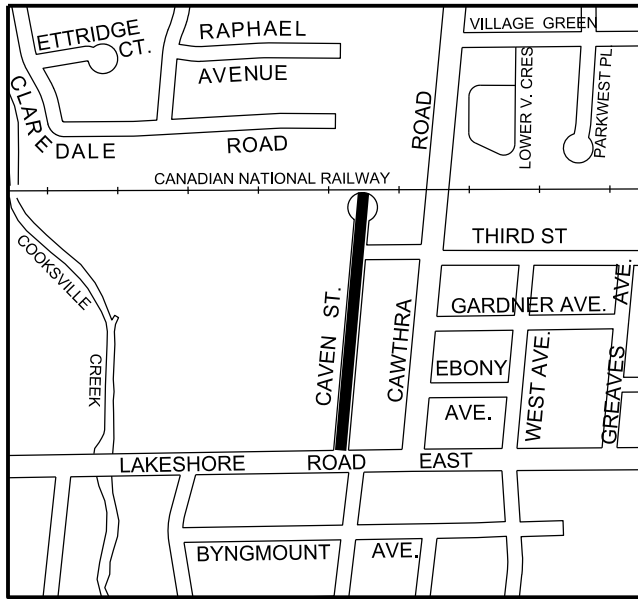 VILLAGE GREEN
ETTRIDGE
CT.
RAPHAEL
AVENUE
CLARE
DALE ROAD
ROAD
LOWER V. CRES
PARKWEST PL.
CANADIAN NATIONAL RAILWAY
COOKSVILLE
CREEK
THIRD ST
CAVEN ST.
CAWTHRA
GARDNER AVE.
AVE.
EBONY
AVE.
WEST AVE.
GREAVES
LAKESHORE ROAD EAST
BYNGMOUNT AVE.